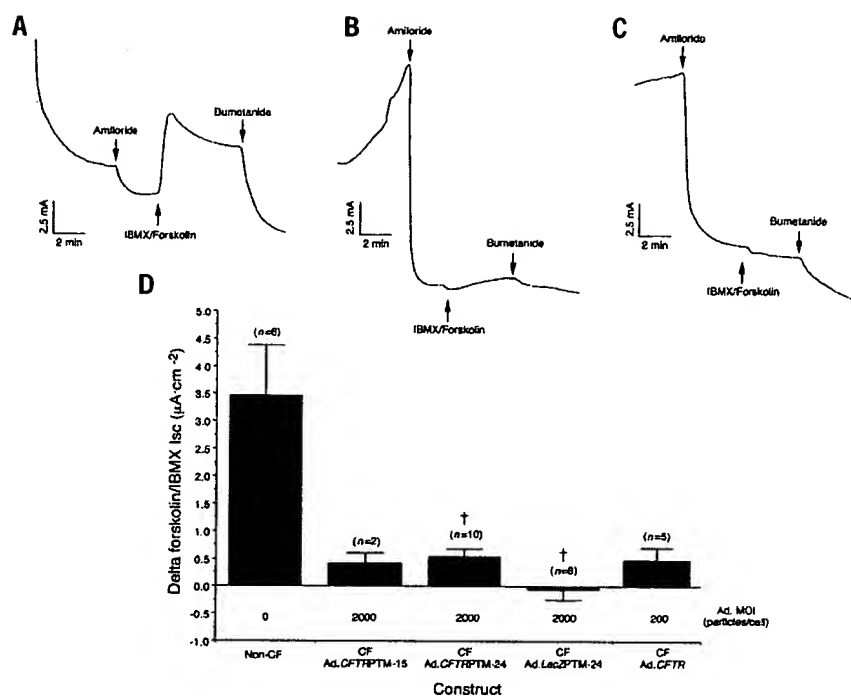 A
Amiloride
Bumetanide
IBMX/Forskolin
2.5 mA
2 min
B
Amiloride
Bumetanide
IBMX/Forskolin
2.5 mA
2 min
C
Amiloride
Bumetanide
IBMX/Forskolin
2.5 mA
2 min
D
Delta forskolin/IBMX Isc (µA·cm -2)
5.0
4.5
4.0
3.5
3.0
2.5
2.0
1.5
1.0
0.5
0.0
-0.5
-1.0
(n=6)
(n=2)
†
(n=10)
†
(n=6)
(n=5)
0
2000
2000
2000
200
Ad. MOI
(particles/cell)
Non-CF
CF
Ad.CFTRPTM-15
CF
Ad.CFTRPTM-24
CF
Ad.LacZPTM-24
CF
Ad.CFTR
Construct